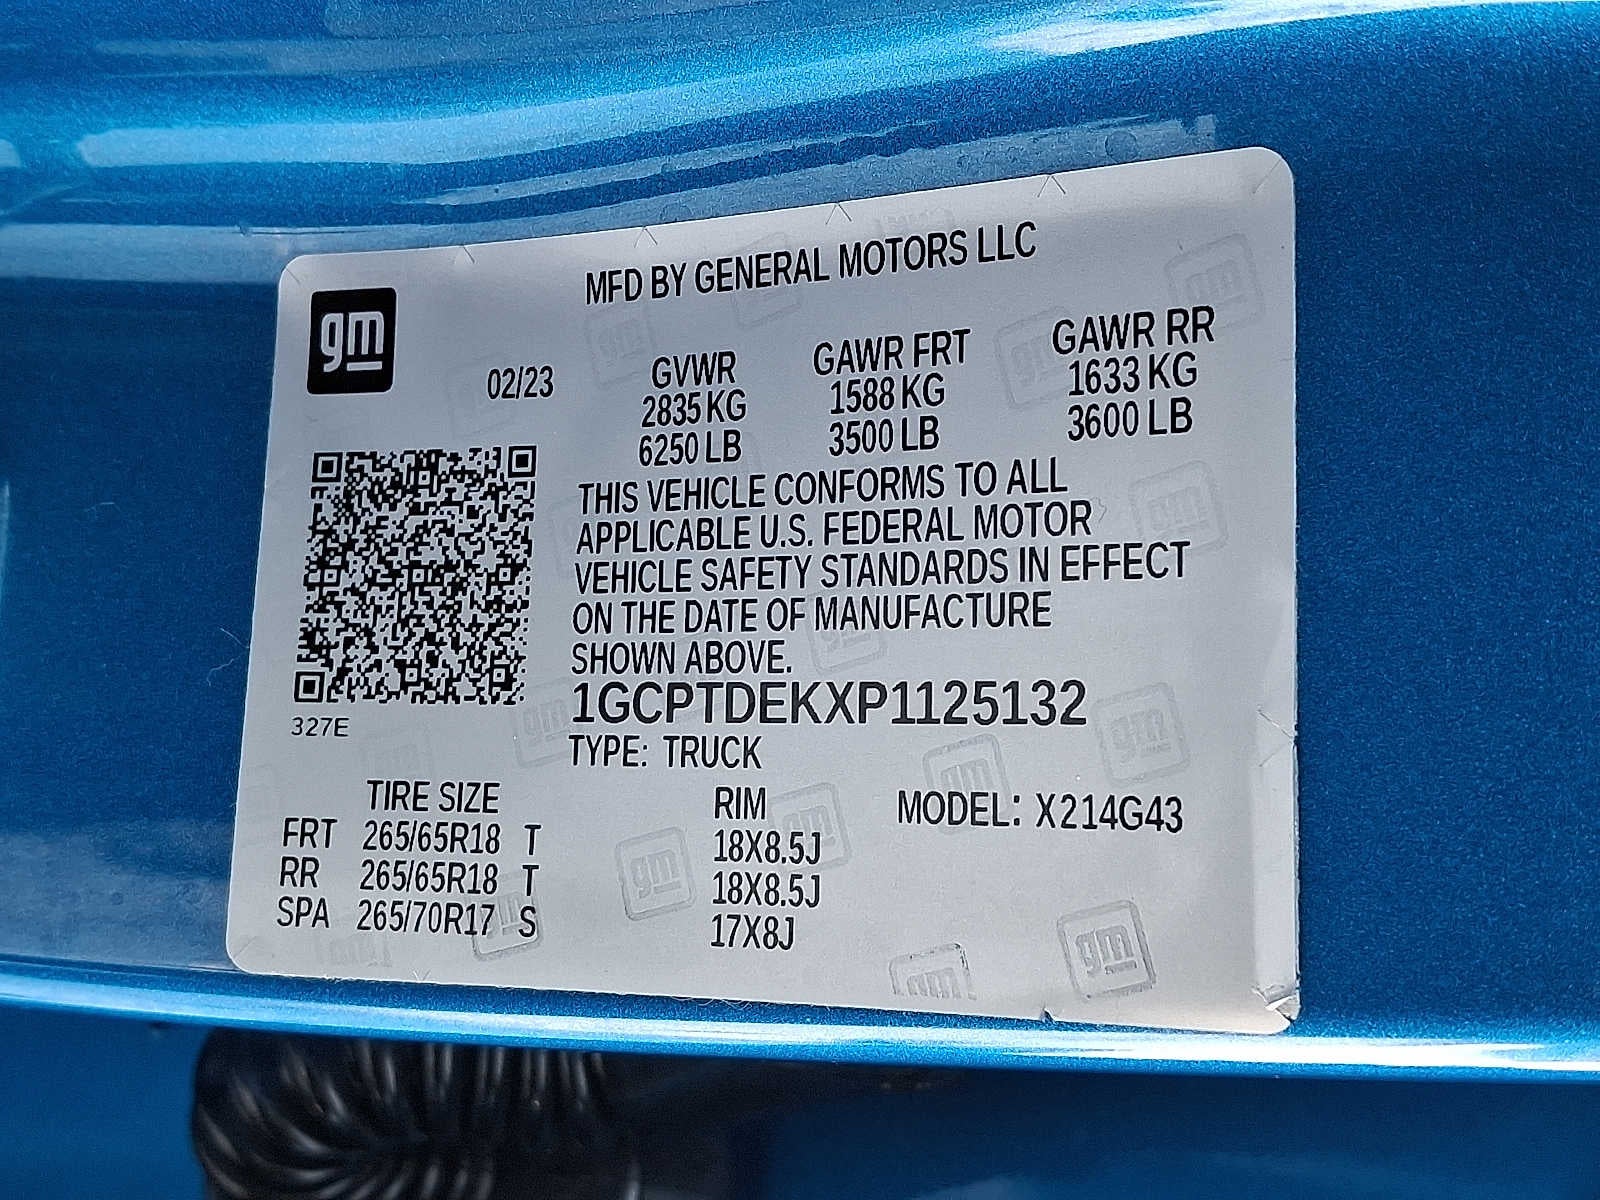 MFD BY GENERAL MOTORS LLC
gm
02/23
GVWR GAWR FRT GAWR RR
2835 KG 1588 KG 1633 KG
6250 LB 3500 LB 3600 LB
THIS VEHICLE CONFORMS TO ALL
APPLICABLE U.S. FEDERAL MOTOR
VEHICLE SAFETY STANDARDS IN EFFECT
ON THE DATE OF MANUFACTURE
SHOWN ABOVE.
1GCPTDEKXP1125132
327E
TYPE: TRUCK
TIRE SIZE RIM MODEL: X214G43
FRT 265/65R18 T 18X8.5J
RR 265/65R18 T 18X8.5J
SPA 265/70R17 S 17X8J